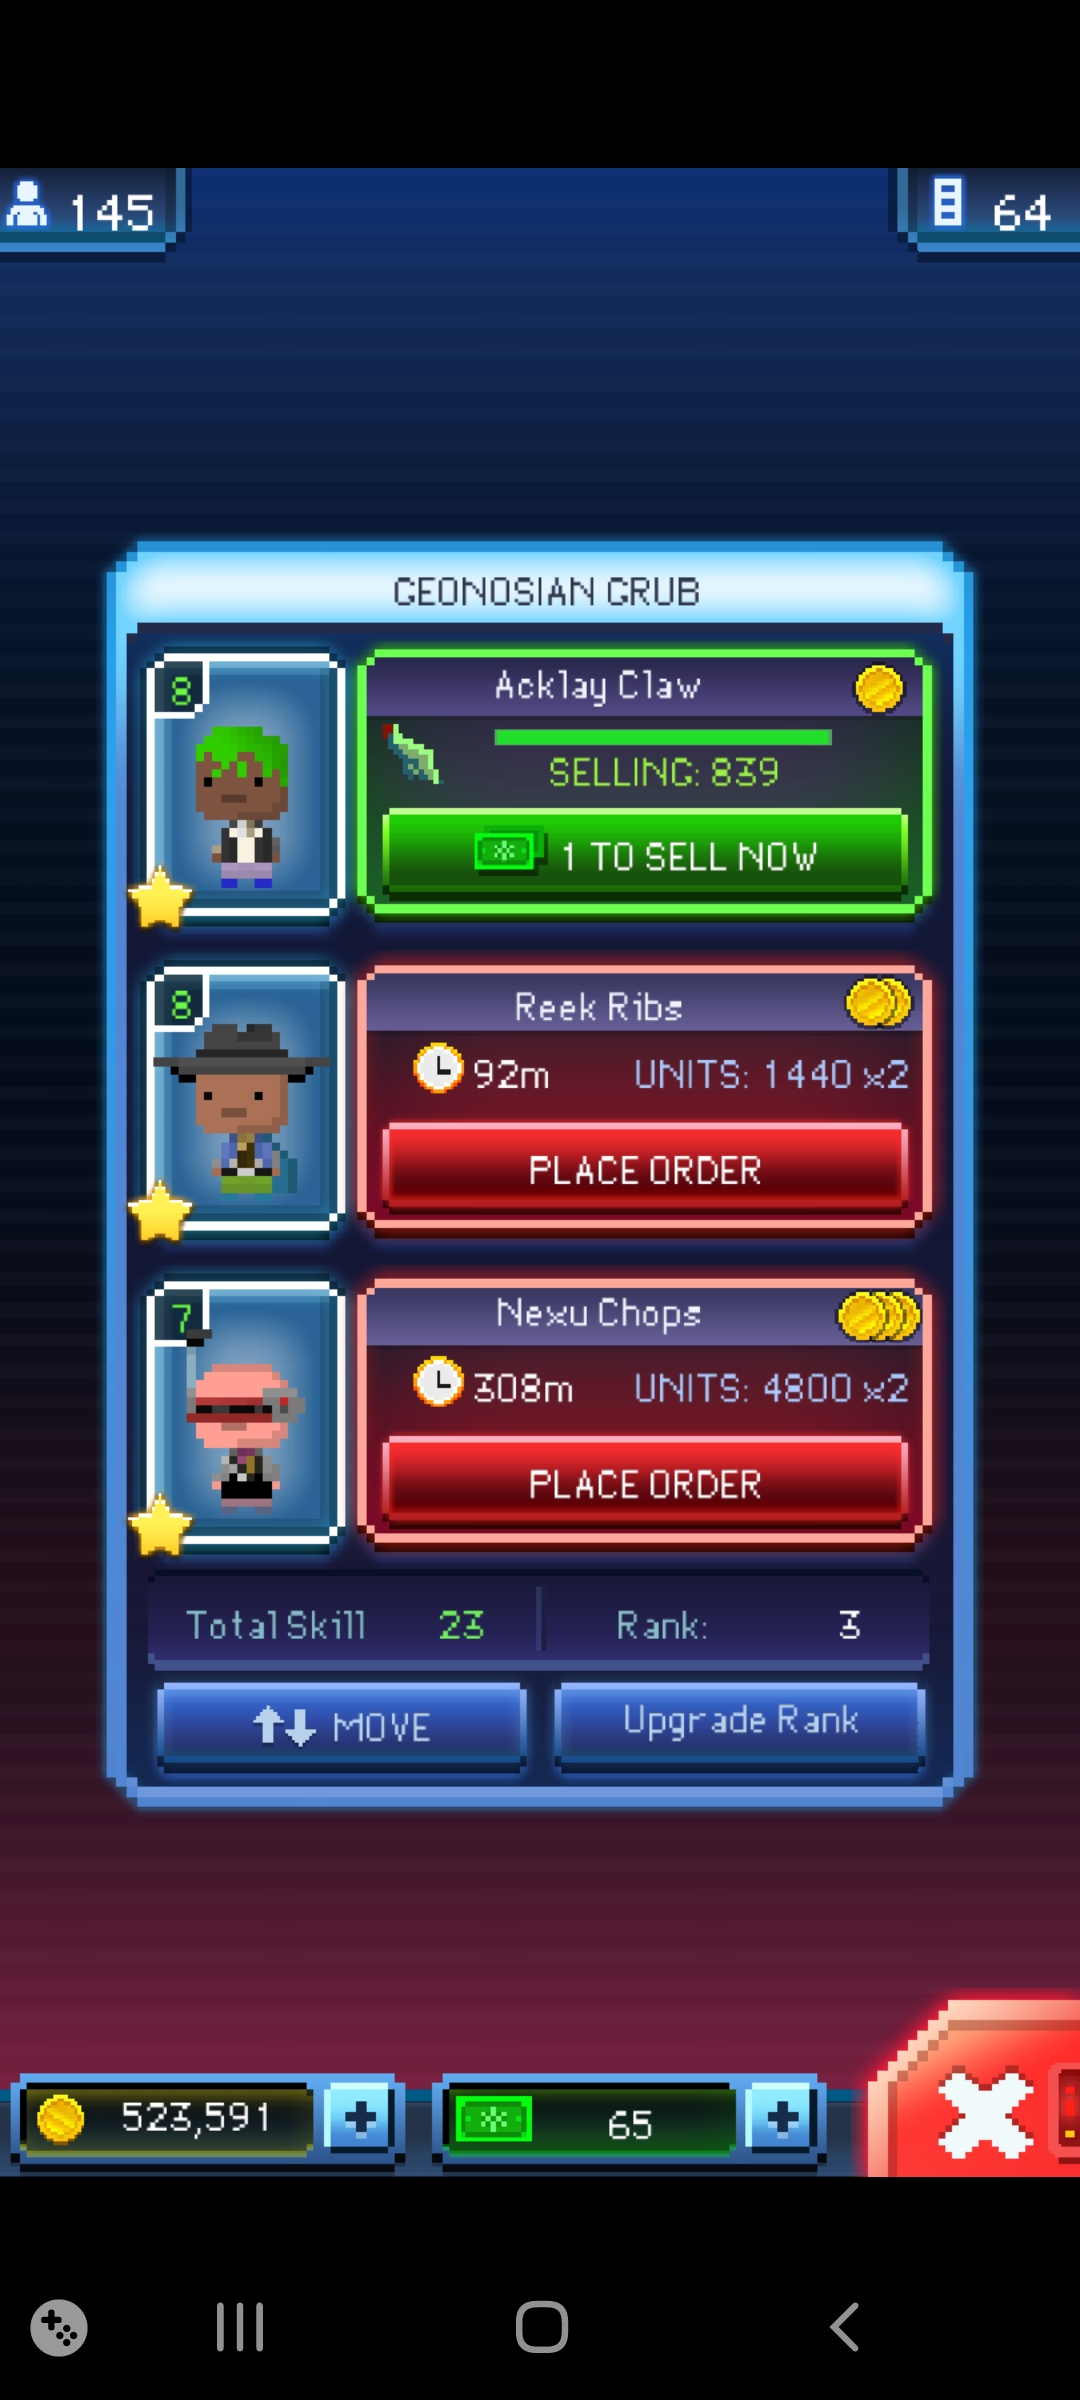 145
64
GEONOSIAN GRUB
8
Acklay Claw
SELLING: 839
1 TO SELL NOW
8
Reek Ribs
92m UNITS: 1440 x2
PLACE ORDER
7
Nexu Chops
308m UNITS: 4800 x2
PLACE ORDER
Total Skill 23 Rank: 3
MOVE Upgrade Rank
523,591 65